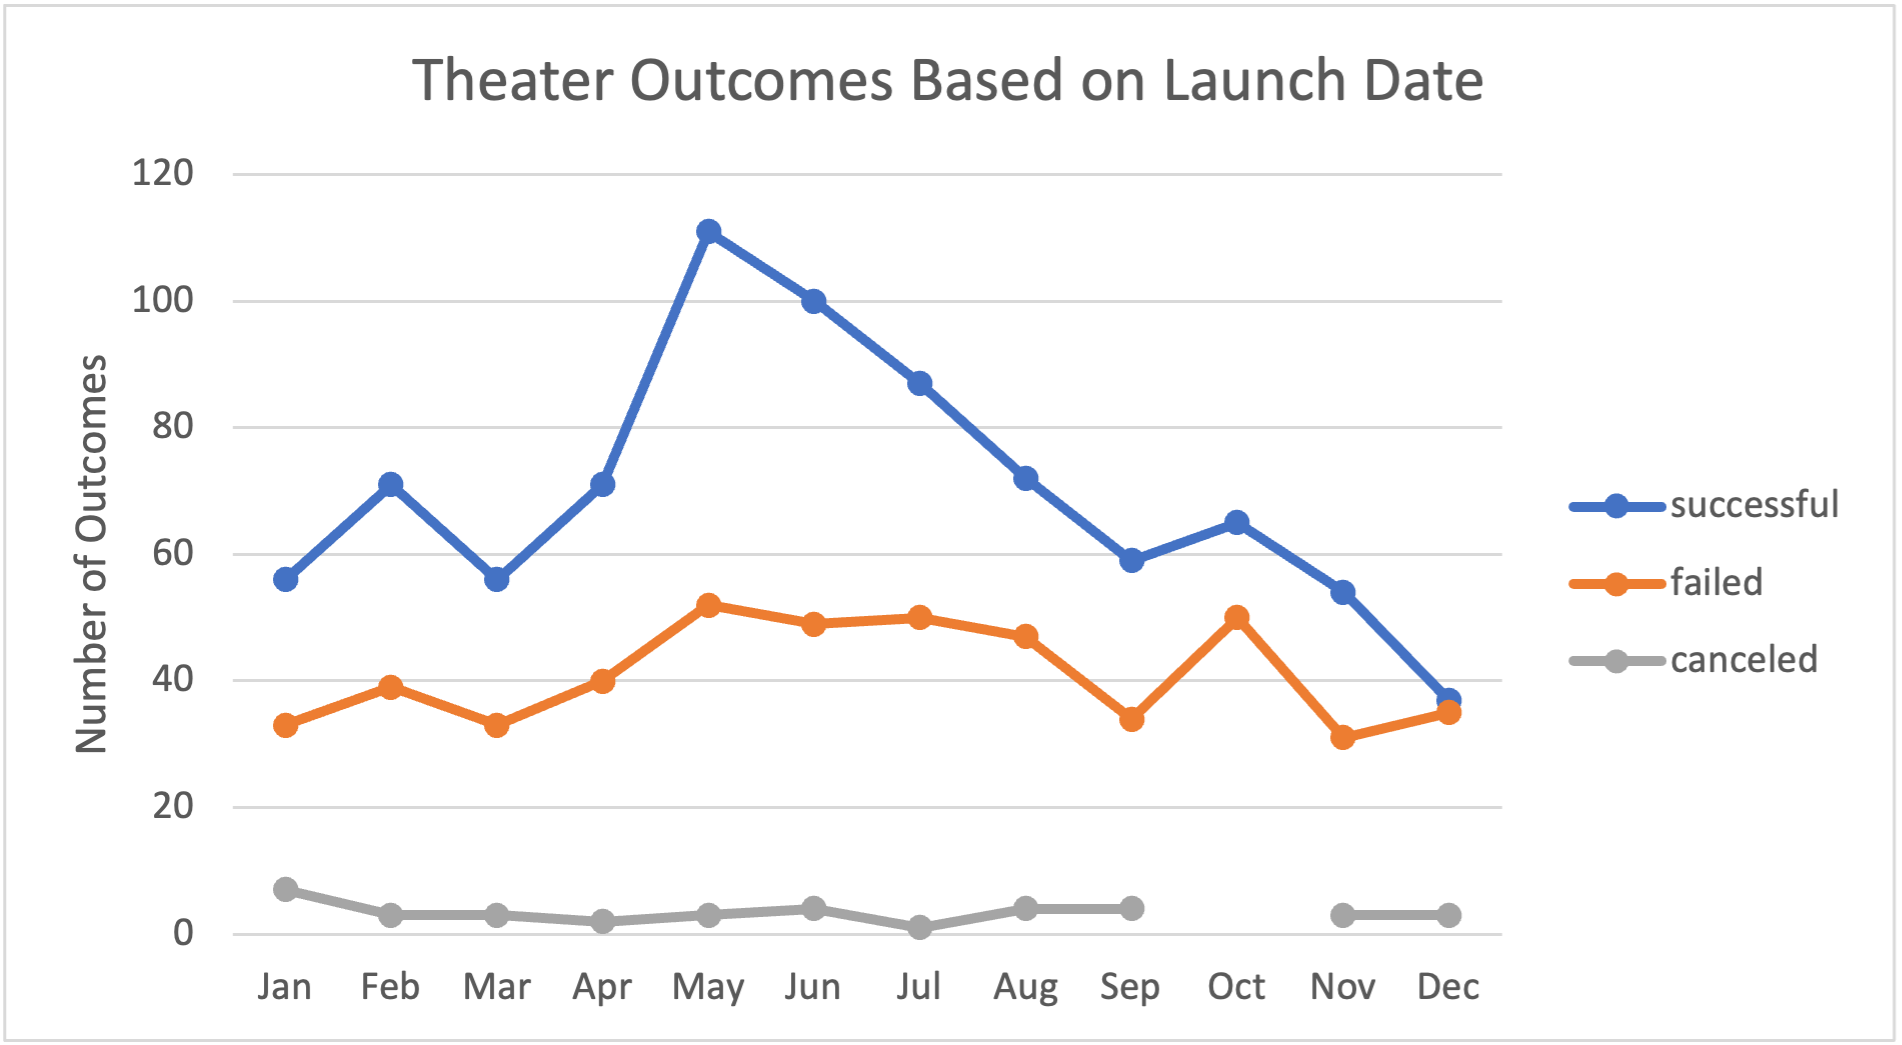 Theater Outcomes Based on Launch Date
Number of Outcomes
120
100
80
60
40
20
0
Jan Feb Mar Apr May Jun Jul Aug Sep Oct Nov Dec
successful
failed
canceled